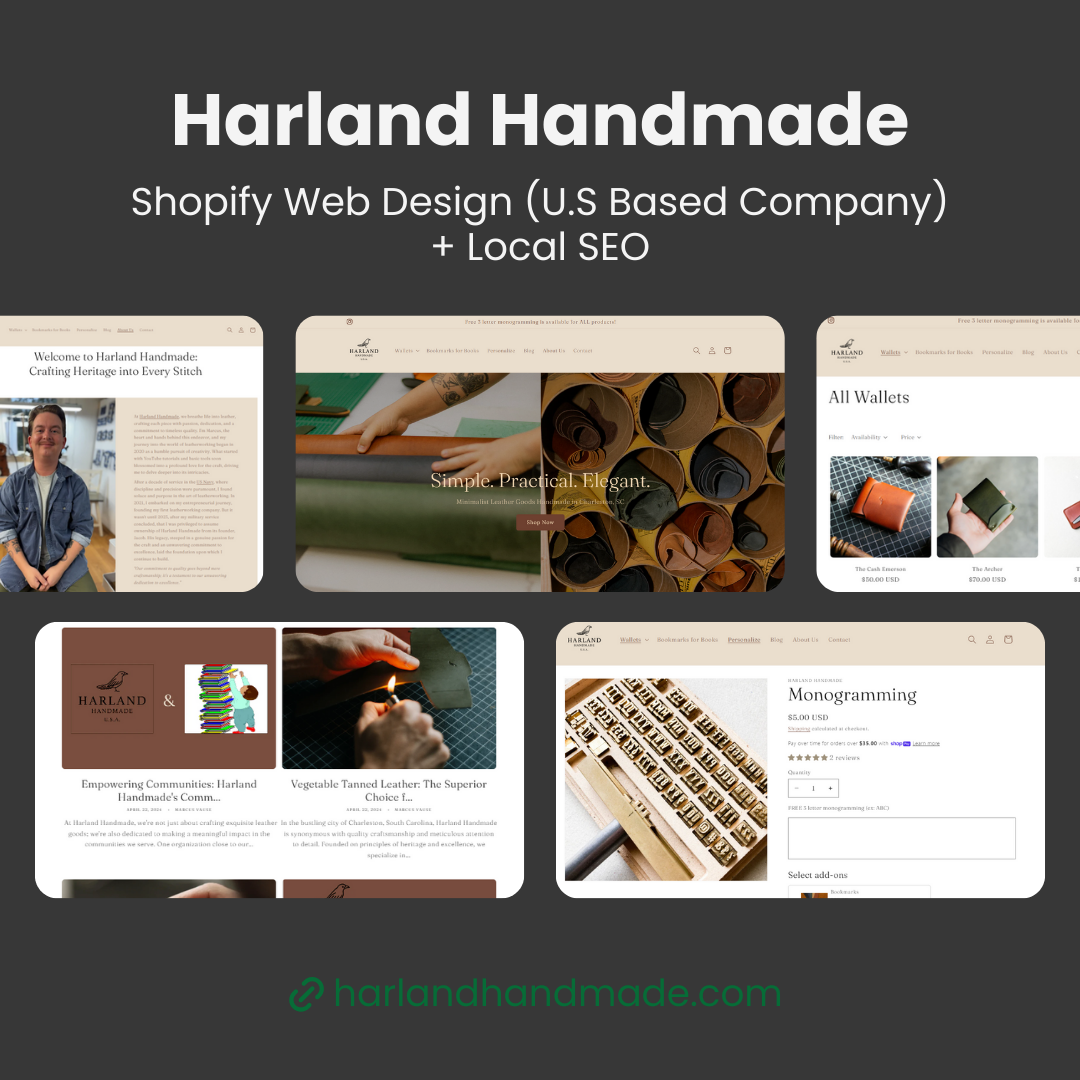 Harland Handmade
Shopify Web Design (U.S Based Company)
+ Local SEO
Wallets Bookmarks for Books Personalize Blog About Us Contact
Welcome to Harland Handmade:
Crafting Heritage into Every Stitch
At Harland Handmade, we breathe life into leather,
Free 3 letter monogramming is available for ALL products!
HARLAND
HANDMADE
U.S.A.
Wallets Bookmarks for Books Personalize Blog About Us Contact
Simple. Practical. Elegant.
Minimalist Leather Goods Handmade in Charleston, SC
Shop Now
Free 3 letter monogramming is available fo
HARLAND
HANDMADE
U.S.A.
Wallets Bookmarks for Books Personalize Blog About Us C
All Wallets
Filter: Availability Price
The Cash Emerson
$50.00 USD
The Archer
$70.00 USD
T
$1
HARLAND
HANDMADE
U.S.A.
&
Empowering Communities: Harland
Handmade's Comm...
APRIL 22, 2024
At Harland Handmade, we're not just about crafting exquisite leather
goods; we're also dedicated to making a meaningful impact in the
communities we serve. One organization close to our...
Vegetable Tanned Leather: The Superior
Choice f...
APRIL 22, 2024
In the bustling city of Charleston, South Carolina, Harland Handmade
is synonymous with quality craftsmanship and meticulous attention
to detail. Founded on principles of heritage and excellence, we
specialize in...
HARLAND
HANDMADE
U.S.A.
Wallets Bookmarks for Books Personalize Blog About Us Contact
HARLAND HANDMADE
Monogramming
$5.00 USD
Shipping calculated at checkout.
Pay over time for orders over $35.00 with shop Pay Learn more
2 reviews
Quantity
− 1 +
FREE 3 letter monogramming (ex: ABC)
Select add-ons
Bookmarks
harlandhandmade.com